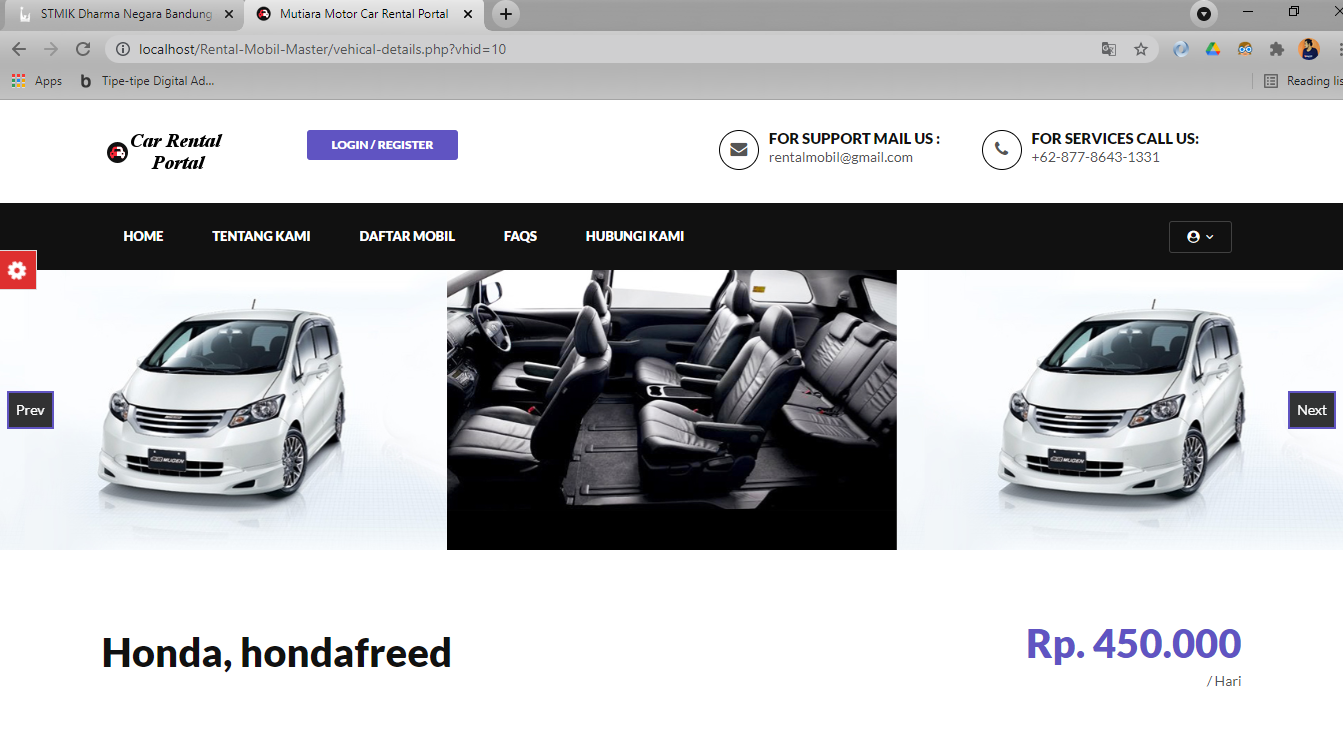 STMIK Dharma Negara Bandung
Mutiara Motor Car Rental Portal
localhost/Rental-Mobil-Master/vehical-details.php?vhid=10
Apps
Tipe-tipe Digital Ad...
Reading lis
Car Rental
Portal
LOGIN / REGISTER
FOR SUPPORT MAIL US :
rentalmobil@gmail.com
FOR SERVICES CALL US:
+62-877-8643-1331
HOME TENTANG KAMI DAFTAR MOBIL FAQS HUBUNGI KAMI
Prev
MUGEN
MUGEN
Next
Honda, hondafreed
Rp. 450.000
/ Hari